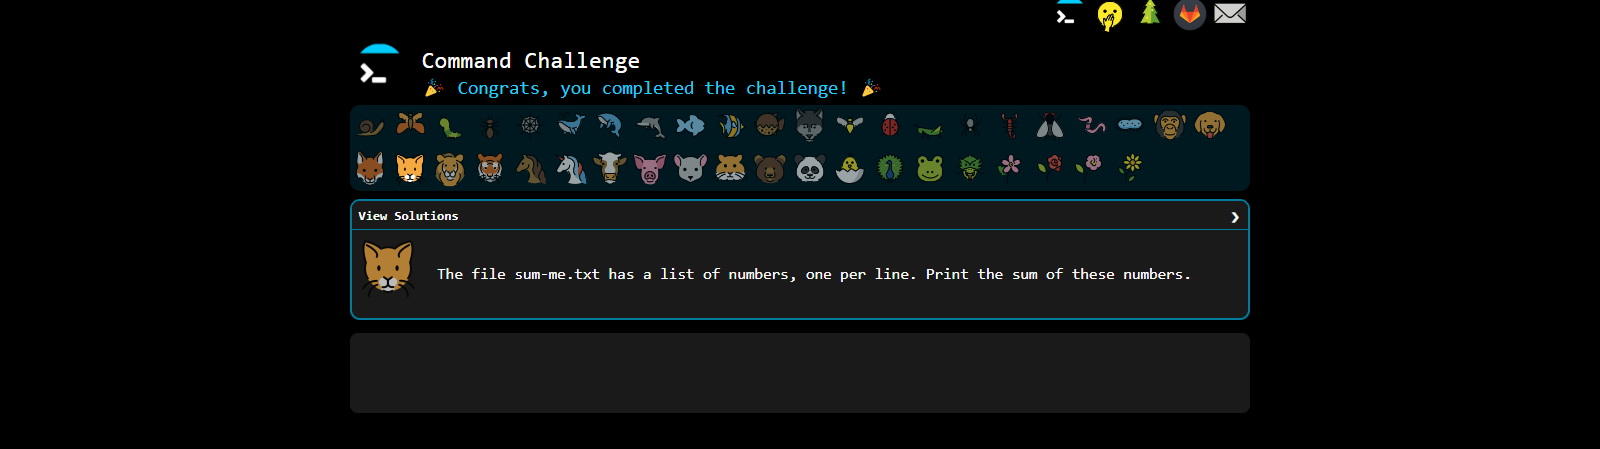 Command Challenge
Congrats, you completed the challenge!
View Solutions
The file sum-me.txt has a list of numbers, one per line. Print the sum of these numbers.